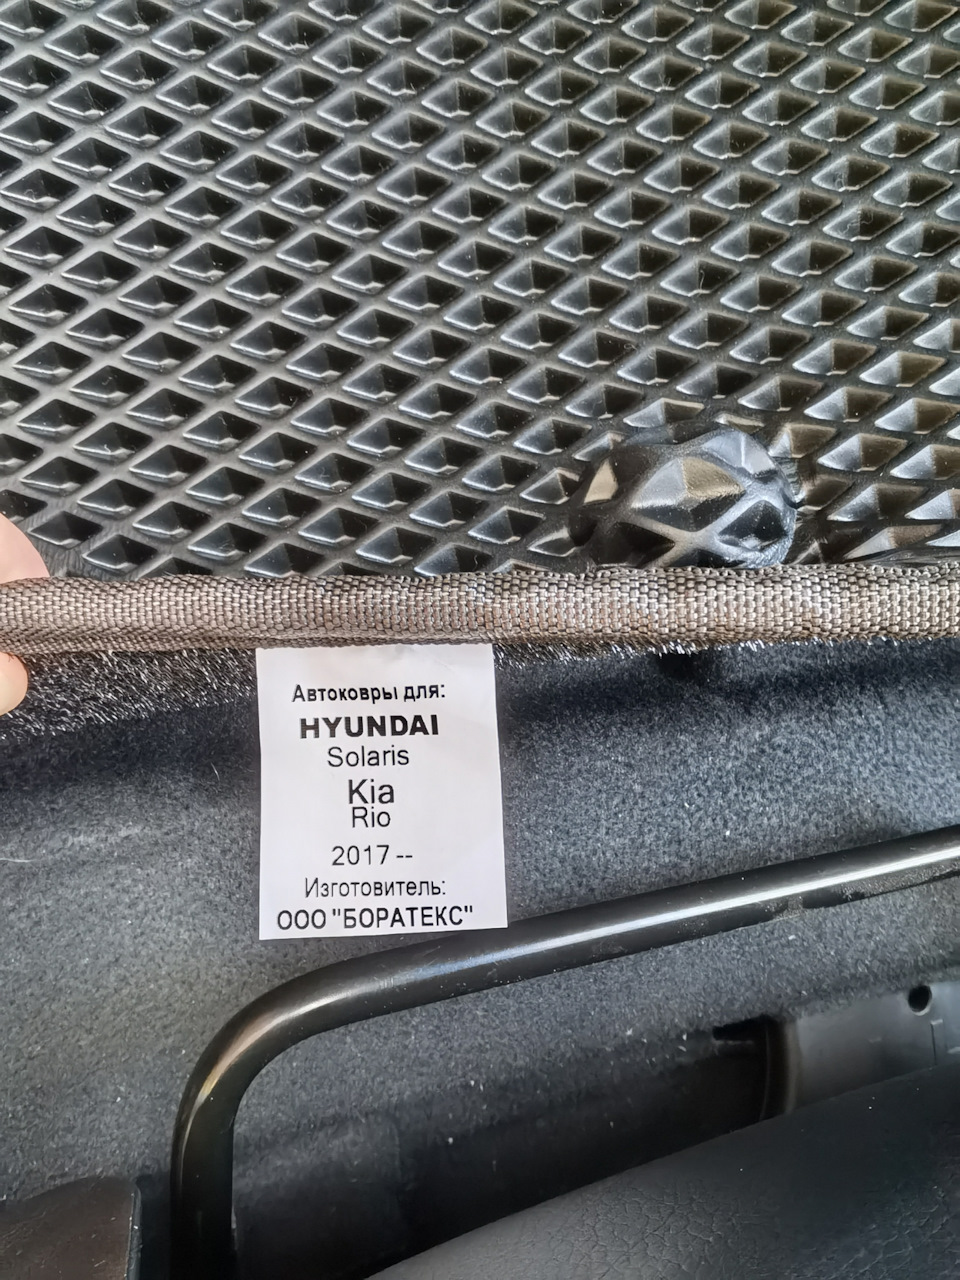 Автоковры для:
HYUNDAI
Solaris
Kia
Rio
2017 --
Изготовитель:
ООО "БОРАТЕКС"